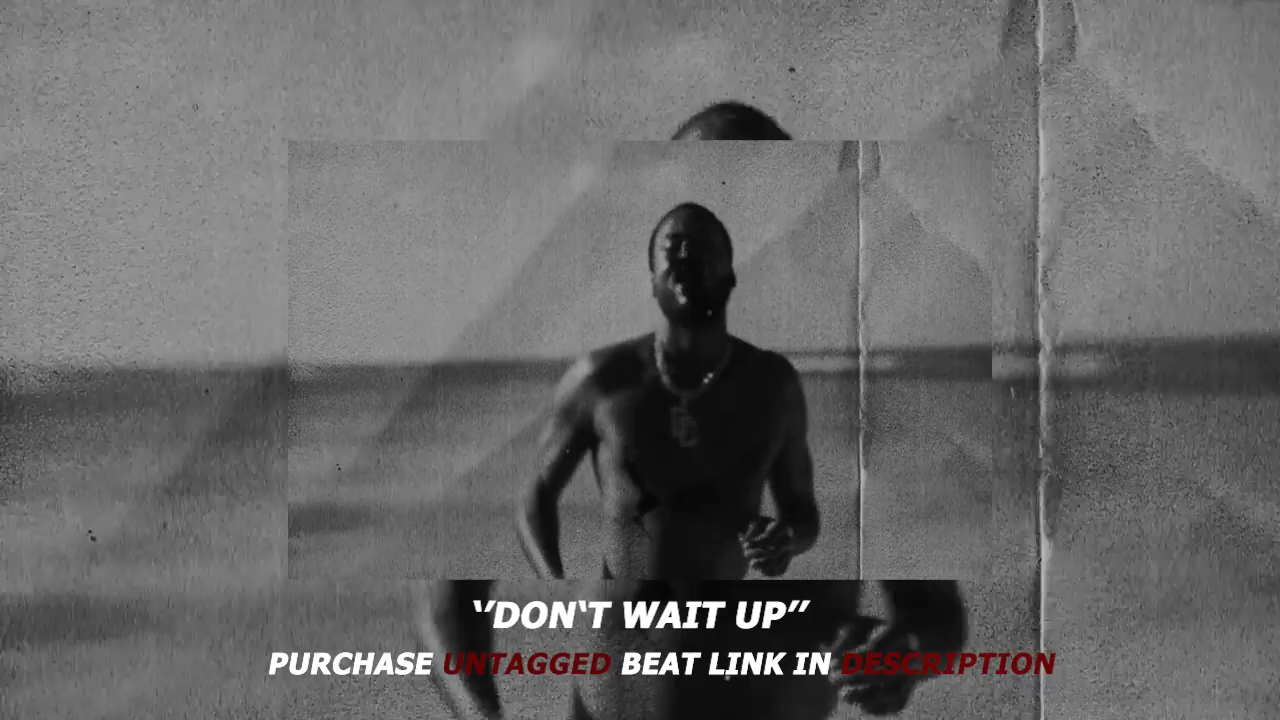 ‘’DON‘T WAIT UP’’
PURCHASE UNTAGGED BEAT LINK IN DESCRIPTION